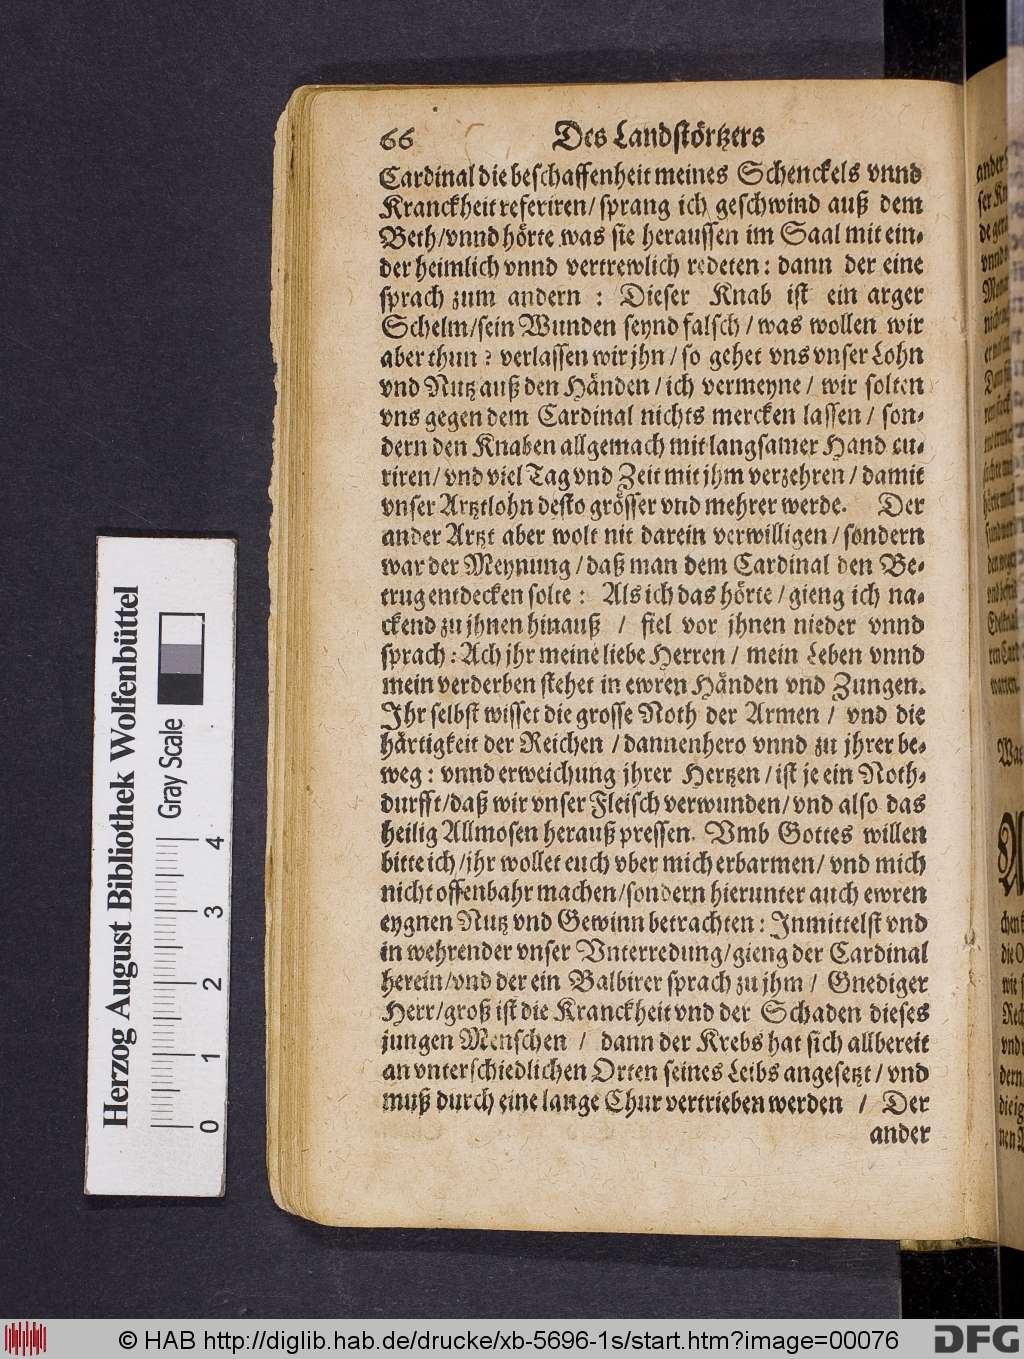 66 Des Landstörtzers
Cardinal die beschaffenheit meines Schenckels vnnd
Kranckheit referiren/ sprang ich geschwind auß dem
Beth/vnnd hörte was sie heraussen im Saal mit ein-
der heimlich vnnd vertrewlich redeten: dann der eine
sprach zum andern : Dieser Knab ist ein arger
Schelm/sein Wunden seynd falsch/was wollen wir
aber thun? verlassen wir jhn/ so gehet vns vnser Lohn
vnd Nutz auß den Händen/ich vermeyne/ wir solten
vns gegen dem Cardinal nichts mercken lassen/ son-
dern den Knaben allgemach mit langsamer Hand cu-
riren/ vnd viel Tag vnd Zeit mit jhm verzehren/damit
vnser Artztlohn desto grösser vnd mehrer werde. Der
ander Artzt aber wolt nit darein verwilligen/sondern
war der Meynung/daß man dem Cardinal den Be-
trug entdecken solte: Als ich das hörte/gieng ich na-
ckend zu jhnen hinauß / fiel vor jhnen nieder vnnd
sprach: Ach jhr meine liebe Herren/ mein Leben vnnd
mein verderben stehet in ewren Händen vnd Zungen.
Jhr selbst wisset die grosse Noth der Armen/ vnd die
härtigkeit der Reichen/dannenhero vnnd zu jhrer be-
weg: vnnd erweichung jhrer Hertzen/ist je ein Noth-
durfft/daß wir vnser Fleisch verwunden/vnd also das
heilig Allmosen herauß pressen. Vmb Gottes willen
bitte ich/jhr wollet euch vber mich erbarmen/ vnd mich
nicht offenbahr machen/sondern hierunter auch ewren
eygnen Nutz vnd Gewinn betrachten: Inmittelst vnd
in wehrender vnser Vnterredung/gieng der Cardinal
herein/vnd der ein Balbirer sprach zu jhm/ Gnediger
Herr/groß ist die Kranckheit vnd der Schaden dieses
jungen Menschen / dann der Krebs hat sich allbereit
an vnterschiedlichen Orten seines Leibs angesetzt/vnd
muß durch eine lange Chur vertrieben werden / Der
ander
Herzog August Bibliothek Wolfenbüttel
Gray Scale
0 1 2 3 4
© HAB http://diglib.hab.de/drucke/xb-5696-1s/start.htm?image=00076
DFG